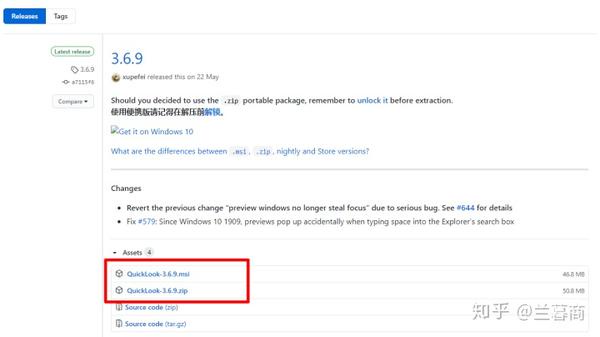 Releases
Tags
Latest release
3.6.9
a7115f6
Compare
3.6.9
xupefei released this on 22 May
Should you decided to use the .zip portable package, remember to unlock it before extraction.
使用便携版请记得在解压前解锁。
Get it on Windows 10
What are the differences between .msi, .zip, nightly and Store versions?
Changes
Revert the previous change "preview windows no longer steal focus" due to serious bug. See #644 for details
Fix #579: Since Windows 10 1909, previews pop up accidentally when typing space into the Explorer's search box
Assets 4
QuickLook-3.6.9.msi 46.8 MB
QuickLook-3.6.9.zip 50.8 MB
Source code (zip)
Source code (tar.gz)
知乎 @兰暮商